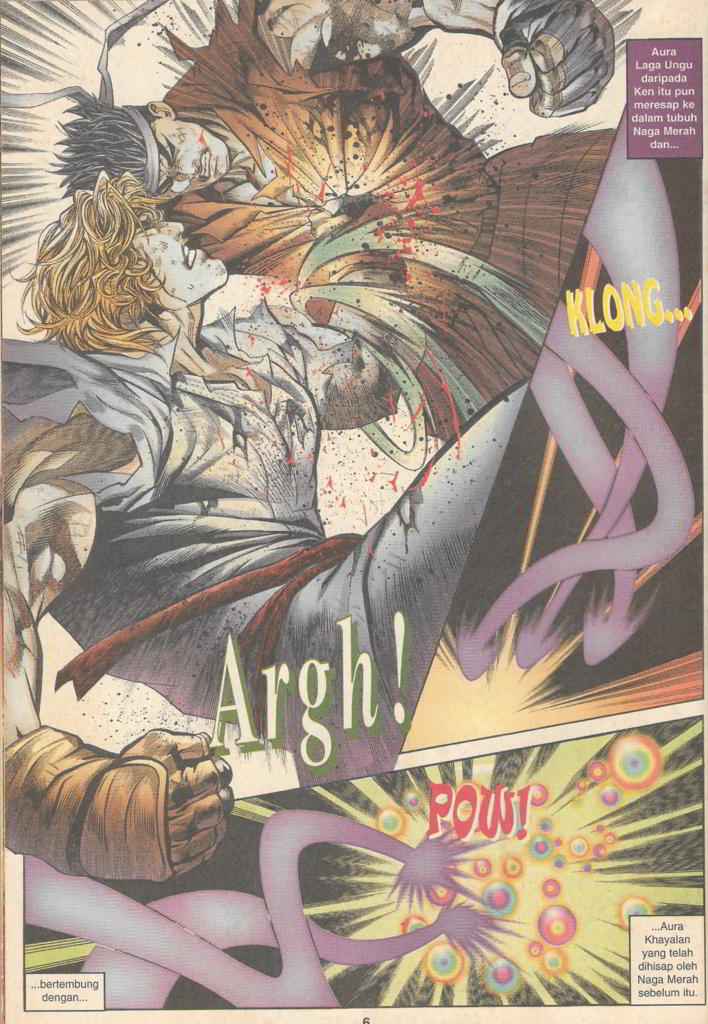 Aura
Laga Ungu
daripada
Ken itu pun
meresap ke
dalam tubuh
Naga Merah
dan...
KLONG...
Argh!
POW!
...bertembung
dengan...
...Aura
Khayalan
yang telah
dihisap oleh
Naga Merah
sebelum itu.
6